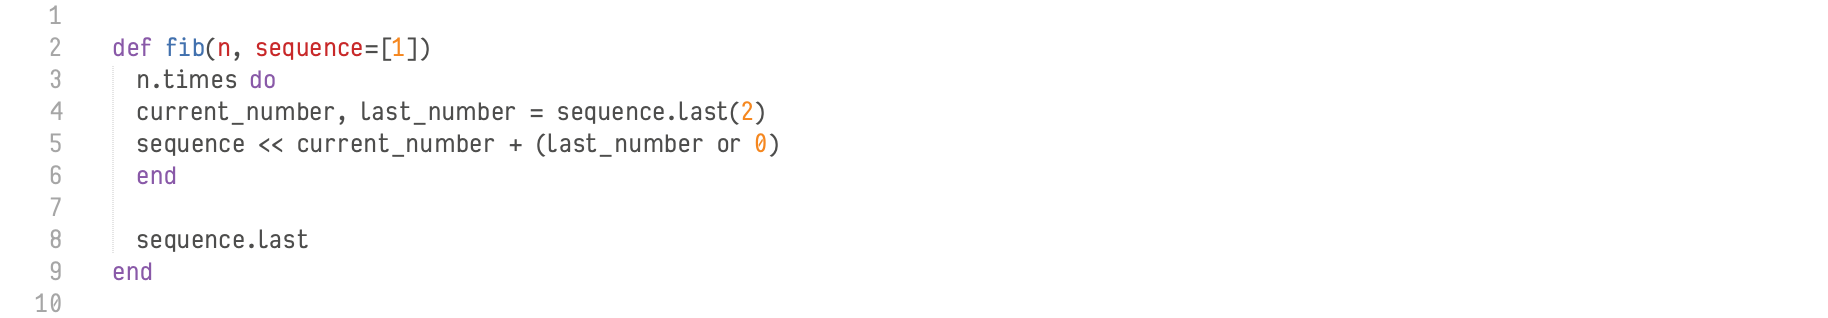 1
2 def fib(n, sequence=[1])
3 n.times do
4 current_number, last_number = sequence.last(2)
5 sequence << current_number + (last_number or 0)
6 end
7
8 sequence.last
9 end
10